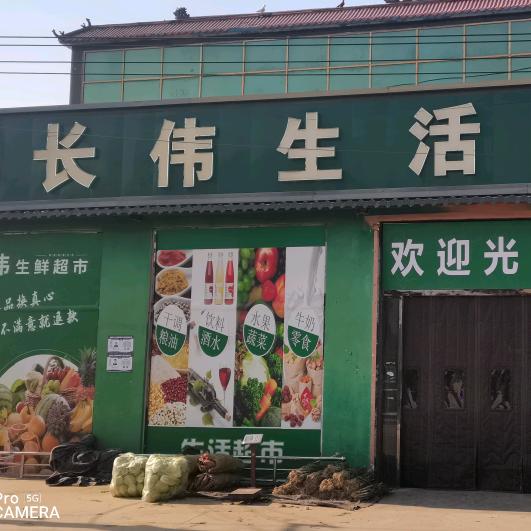 长伟生活
伟生鲜超市
品换真心
不满意就退款
干调
粮油
饮料
酒水
水果
蔬菜
牛奶
零食
生活超市
欢迎光
Pro 5G
CAMERA